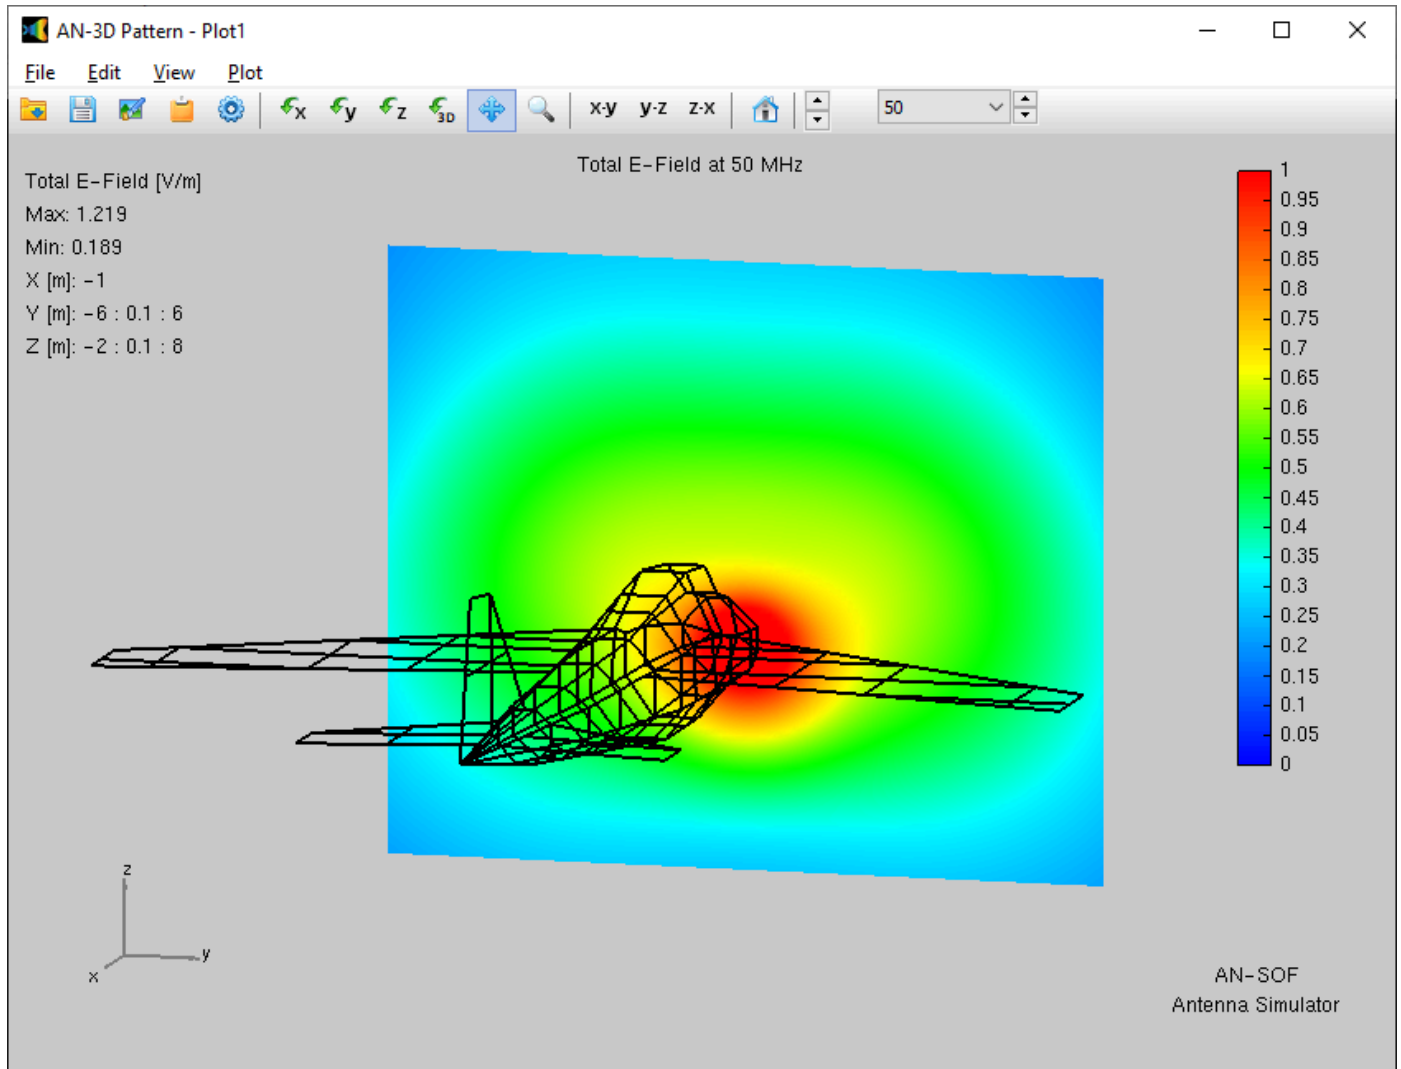 AN-3D Pattern - Plot1
File Edit View Plot
x y z 3D x-y y-z z-x 50
Total E-Field at 50 MHz
Total E-Field [V/m]
Max: 1.219
Min: 0.189
X [m]: -1
Y [m]: -6 : 0.1 : 6
Z [m]: -2 : 0.1 : 8
1
0.95
0.9
0.85
0.8
0.75
0.7
0.65
0.6
0.55
0.5
0.45
0.4
0.35
0.3
0.25
0.2
0.15
0.1
0.05
0
z
y
x
AN-SOF
Antenna Simulator